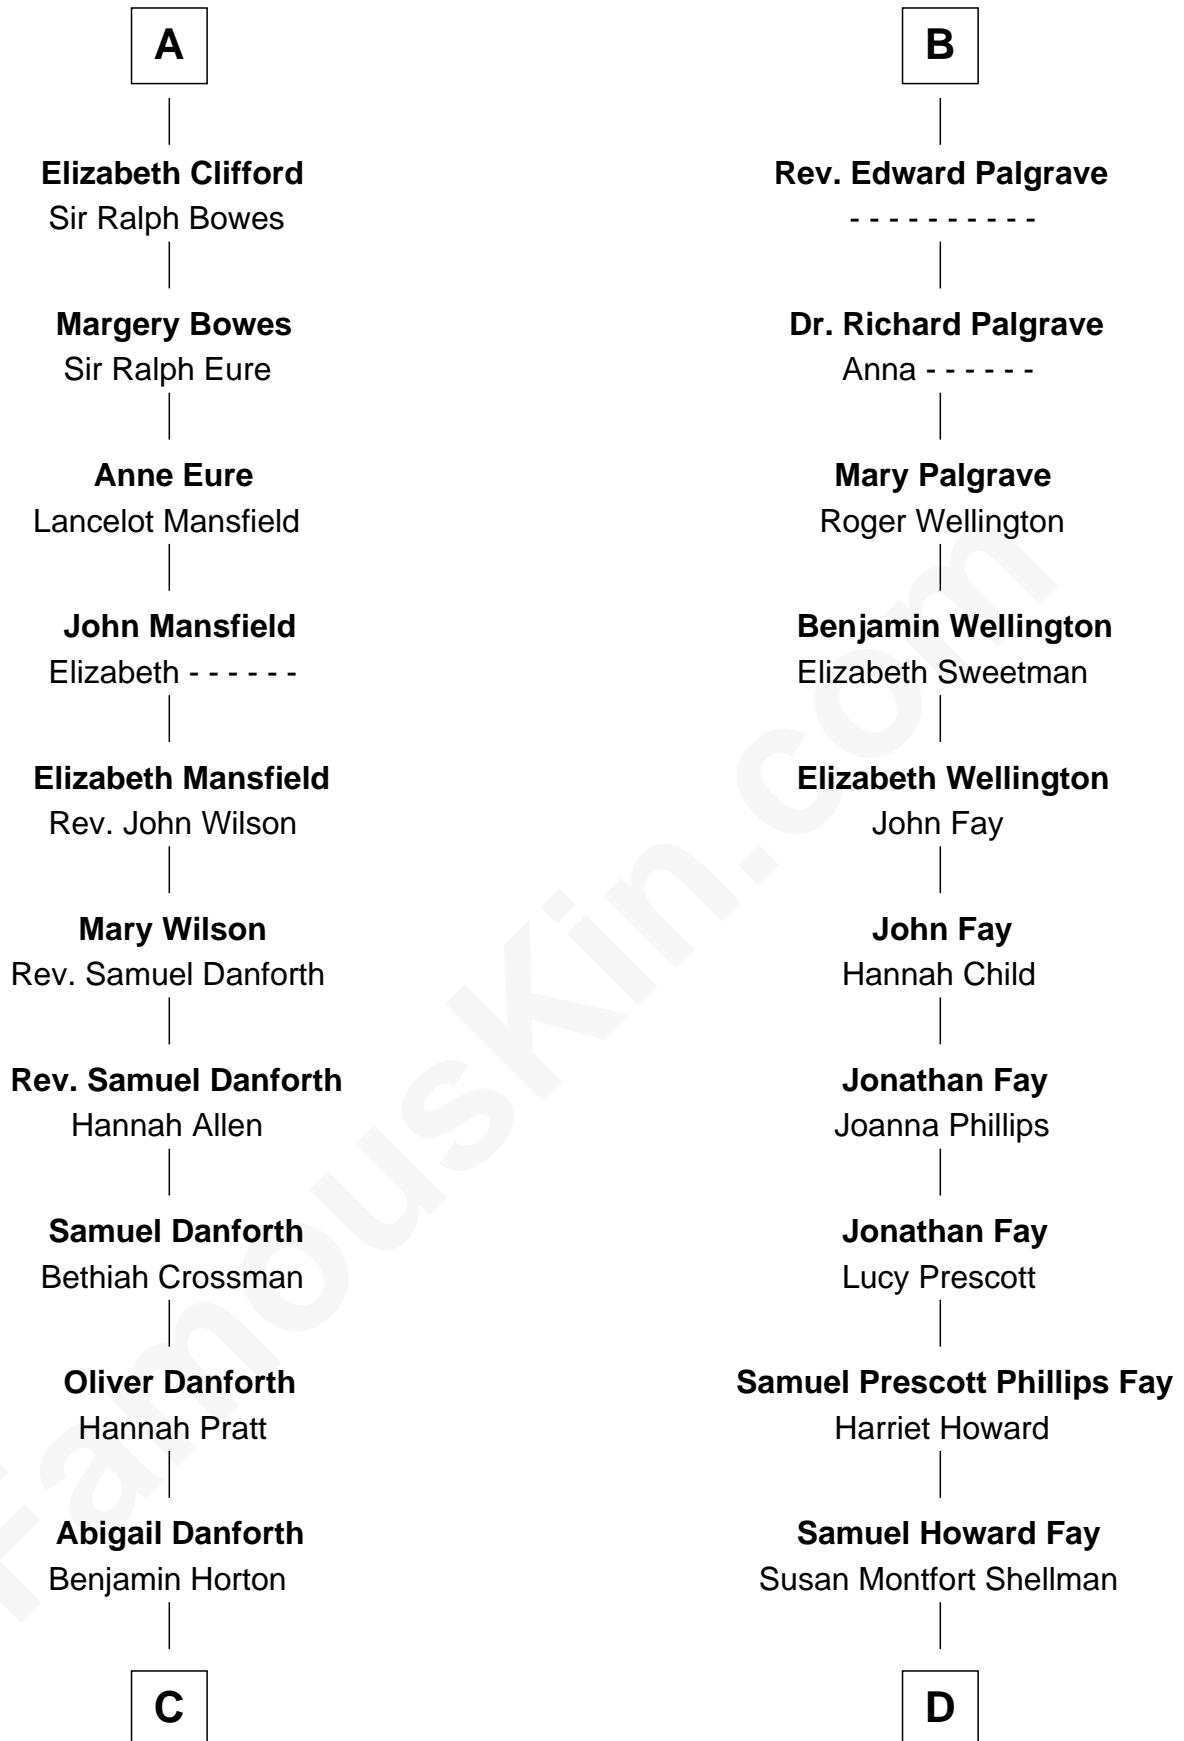 A
Elizabeth Clifford
Sir Ralph Bowes
Margery Bowes
Sir Ralph Eure
Anne Eure
Lancelot Mansfield
John Mansfield
Elizabeth - - - - - -
Elizabeth Mansfield
Rev. John Wilson
Mary Wilson
Rev. Samuel Danforth
Rev. Samuel Danforth
Hannah Allen
Samuel Danforth
Bethiah Crossman
Oliver Danforth
Hannah Pratt
Abigail Danforth
Benjamin Horton
C
B
Rev. Edward Palgrave
- - - - - - - - - -
Dr. Richard Palgrave
Anna - - - - - -
Mary Palgrave
Roger Wellington
Benjamin Wellington
Elizabeth Sweetman
Elizabeth Wellington
John Fay
John Fay
Hannah Child
Jonathan Fay
Joanna Phillips
Jonathan Fay
Lucy Prescott
Samuel Prescott Phillips Fay
Harriet Howard
Samuel Howard Fay
Susan Montfort Shellman
D
FamousKin.com